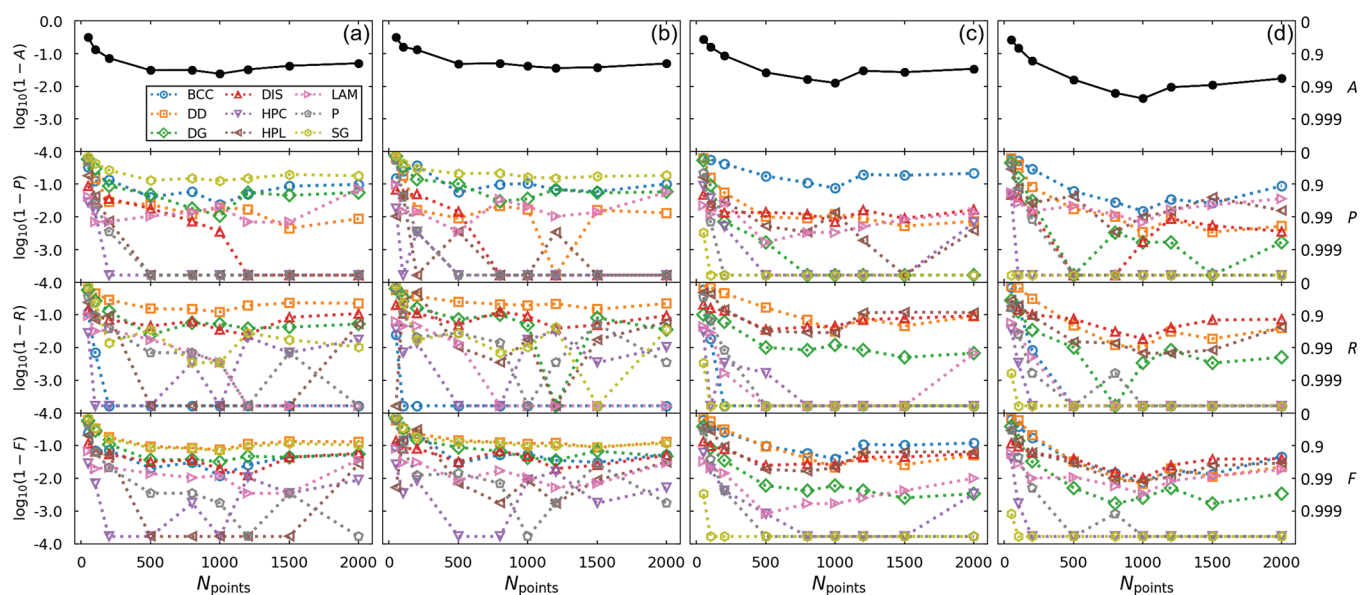 0.0 (a) (b) (c) (d) 0
log₁₀(1 − A) -1.0 0.9
-2.0 0.99 A
BCC DIS LAM
DD HPC P
DG HPL SG
-3.0 0.999
-4.0 0
log₁₀(1 − P) -1.0 0.9
-2.0 0.99 P
-3.0 0.999
-4.0 0
log₁₀(1 − R) -1.0 0.9
-2.0 0.99 R
-3.0 0.999
-4.0 0
log₁₀(1 − F) -1.0 0.9
-2.0 0.99 F
-3.0 0.999
-4.0
0 500 1000 1500 2000 0 500 1000 1500 2000 0 500 1000 1500 2000 0 500 1000 1500 2000
N_points N_points N_points N_points